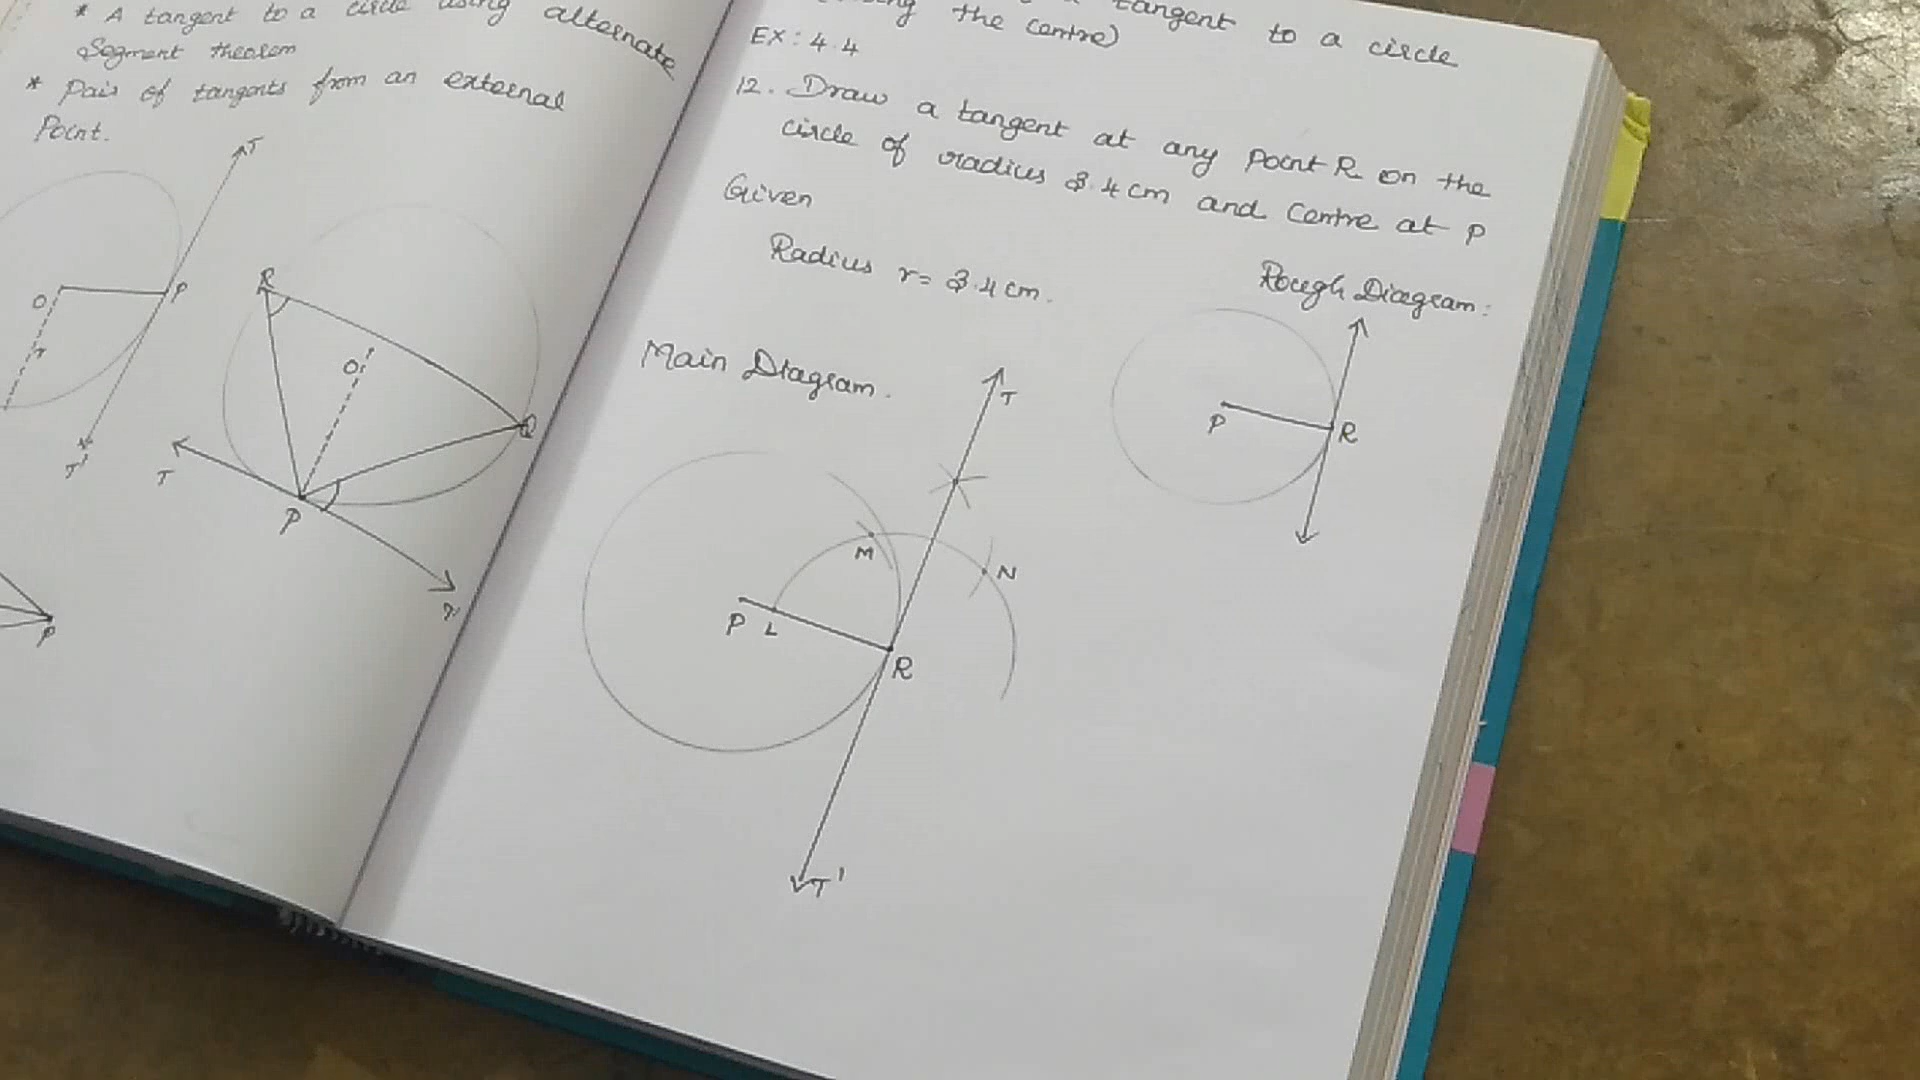 * A tangent to a circle using alternate
Segment theorem
* Pair of tangents from an external
Point.
T
O
P
r
T'
R
O
Q
T
P
P
tangent to a circle
the centre)
EX: 4.4
12. Draw a tangent at any point R on the
circle of radius 3.4 cm and centre at P
Given
Radius r = 3.4 cm.
Rough Diagram:
P
R
Main Diagram.
T
M
N
P L
R
T'